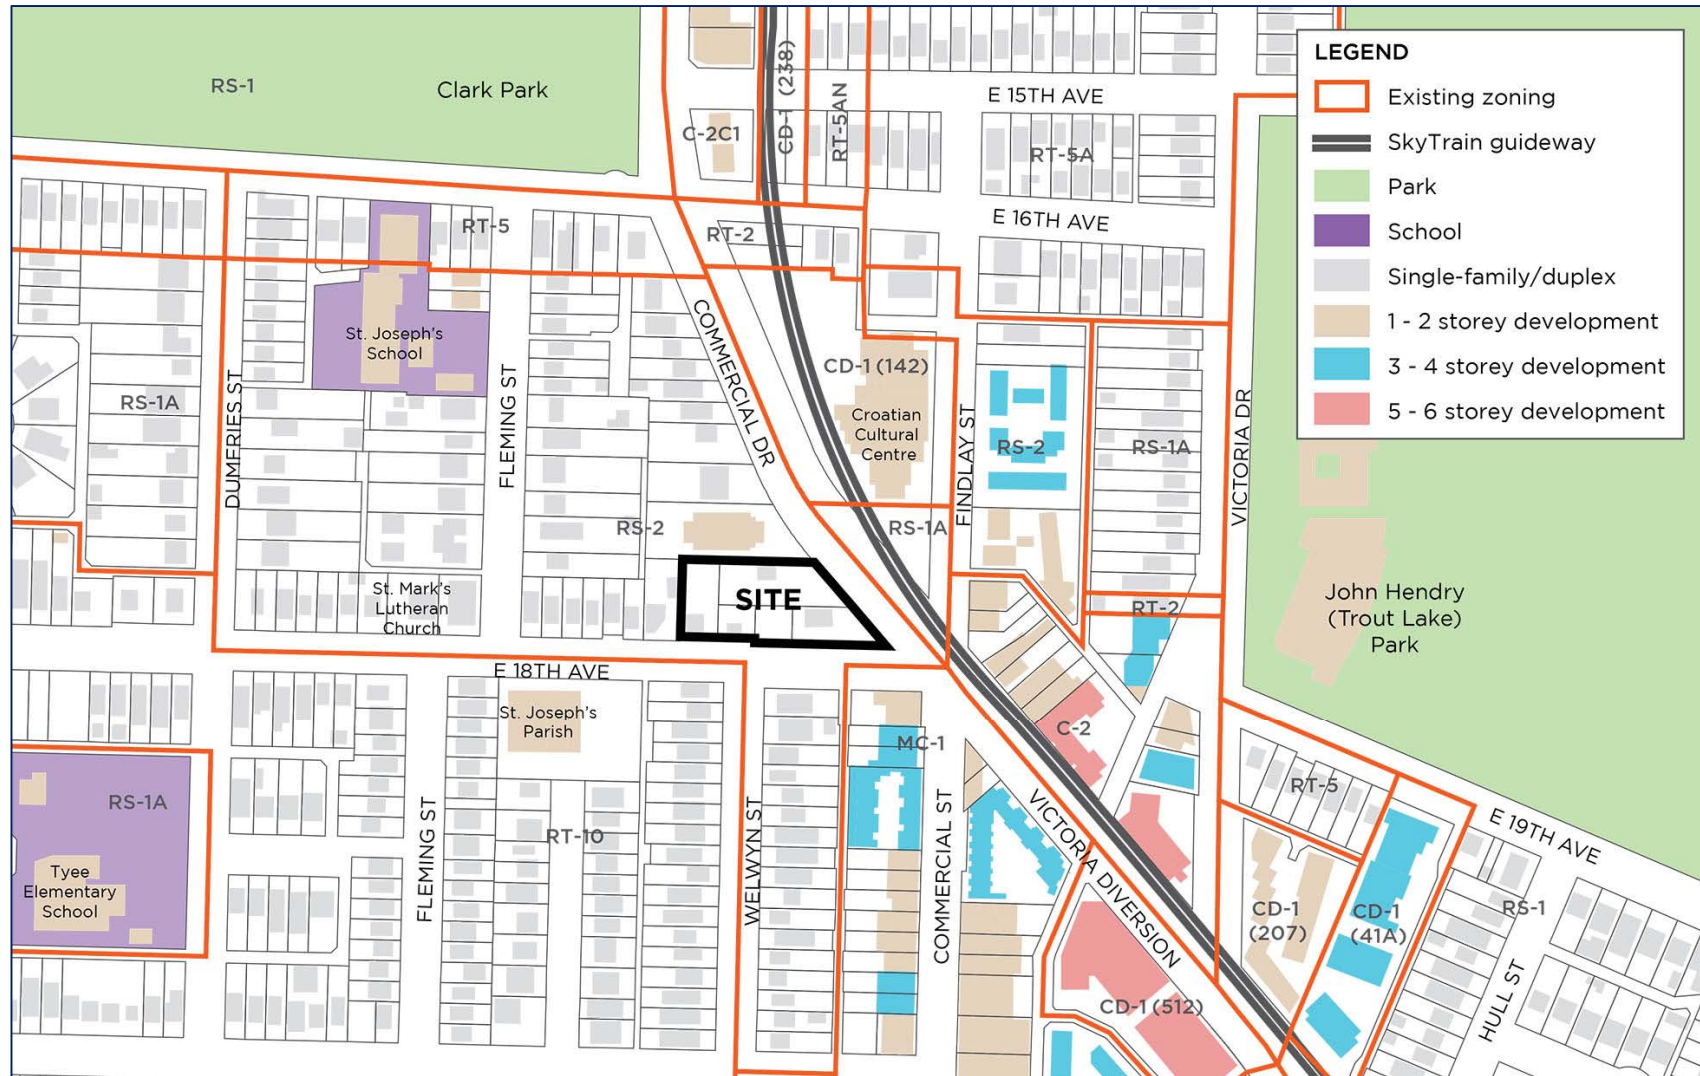 LEGEND
Existing zoning
SkyTrain guideway
Park
School
Single-family/duplex
1 - 2 storey development
3 - 4 storey development
5 - 6 storey development
RS-1
Clark Park
C-2C1
CD-1 (238)
RT-5AN
E 15TH AVE
RT-5A
E 16TH AVE
RT-5
RT-2
St. Joseph's
School
COMMERCIAL DR
CD-1 (142)
Croatian
Cultural
Centre
RS-1A
DUMFRIES ST
FLEMING ST
FINDLAY ST
RS-2
RS-1A
VICTORIA DR
RS-2
RS-1A
SITE
St. Mark's
Lutheran
Church
RT-2
John Hendry
(Trout Lake)
Park
E 18TH AVE
St. Joseph's
Parish
C-2
MC-1
RS-1A
Tyee
Elementary
School
FLEMING ST
RT-10
WELWYN ST
COMMERCIAL ST
VICTORIA DIVERSION
RT-5
E 19TH AVE
CD-1
(207)
CD-1
(41A)
RS-1
CD-1 (512)
HULL ST